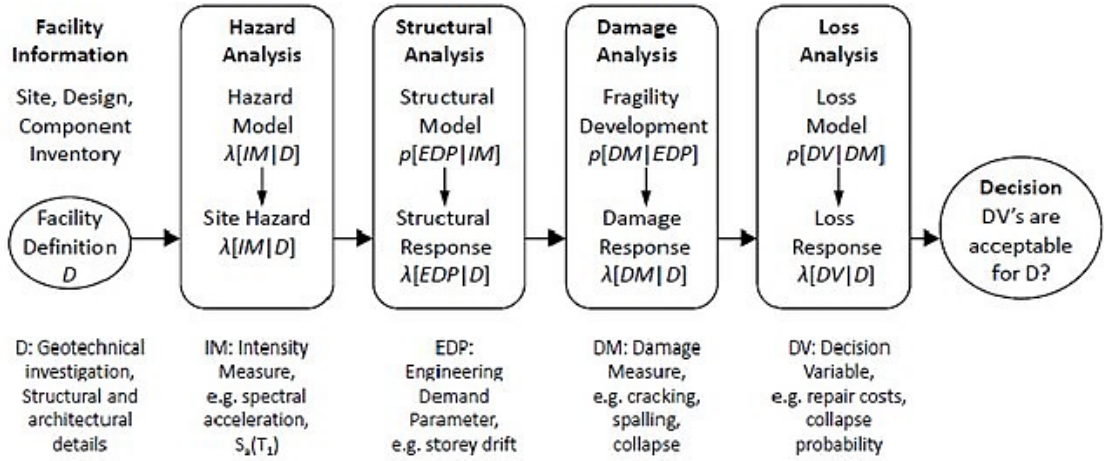 Facility
Information
Site, Design,
Component
Inventory
Facility
Definition
D
Hazard
Analysis
Hazard
Model
λ[IM|D]
Site Hazard
λ[IM|D]
Structural
Analysis
Structural
Model
p[EDP|IM]
Structural
Response
λ[EDP|D]
Damage
Analysis
Fragility
Development
p[DM|EDP]
Damage
Response
λ[DM|D]
Loss
Analysis
Loss
Model
p[DV|DM]
Loss
Response
λ[DV|D]
Decision
DV's are
acceptable
for D?
D: Geotechnical
investigation,
Structural and
architectural
details
IM: Intensity
Measure,
e.g. spectral
acceleration,
Sₐ(T₁)
EDP:
Engineering
Demand
Parameter,
e.g. storey drift
DM: Damage
Measure,
e.g. cracking,
spalling,
collapse
DV: Decision
Variable,
e.g. repair costs,
collapse
probability